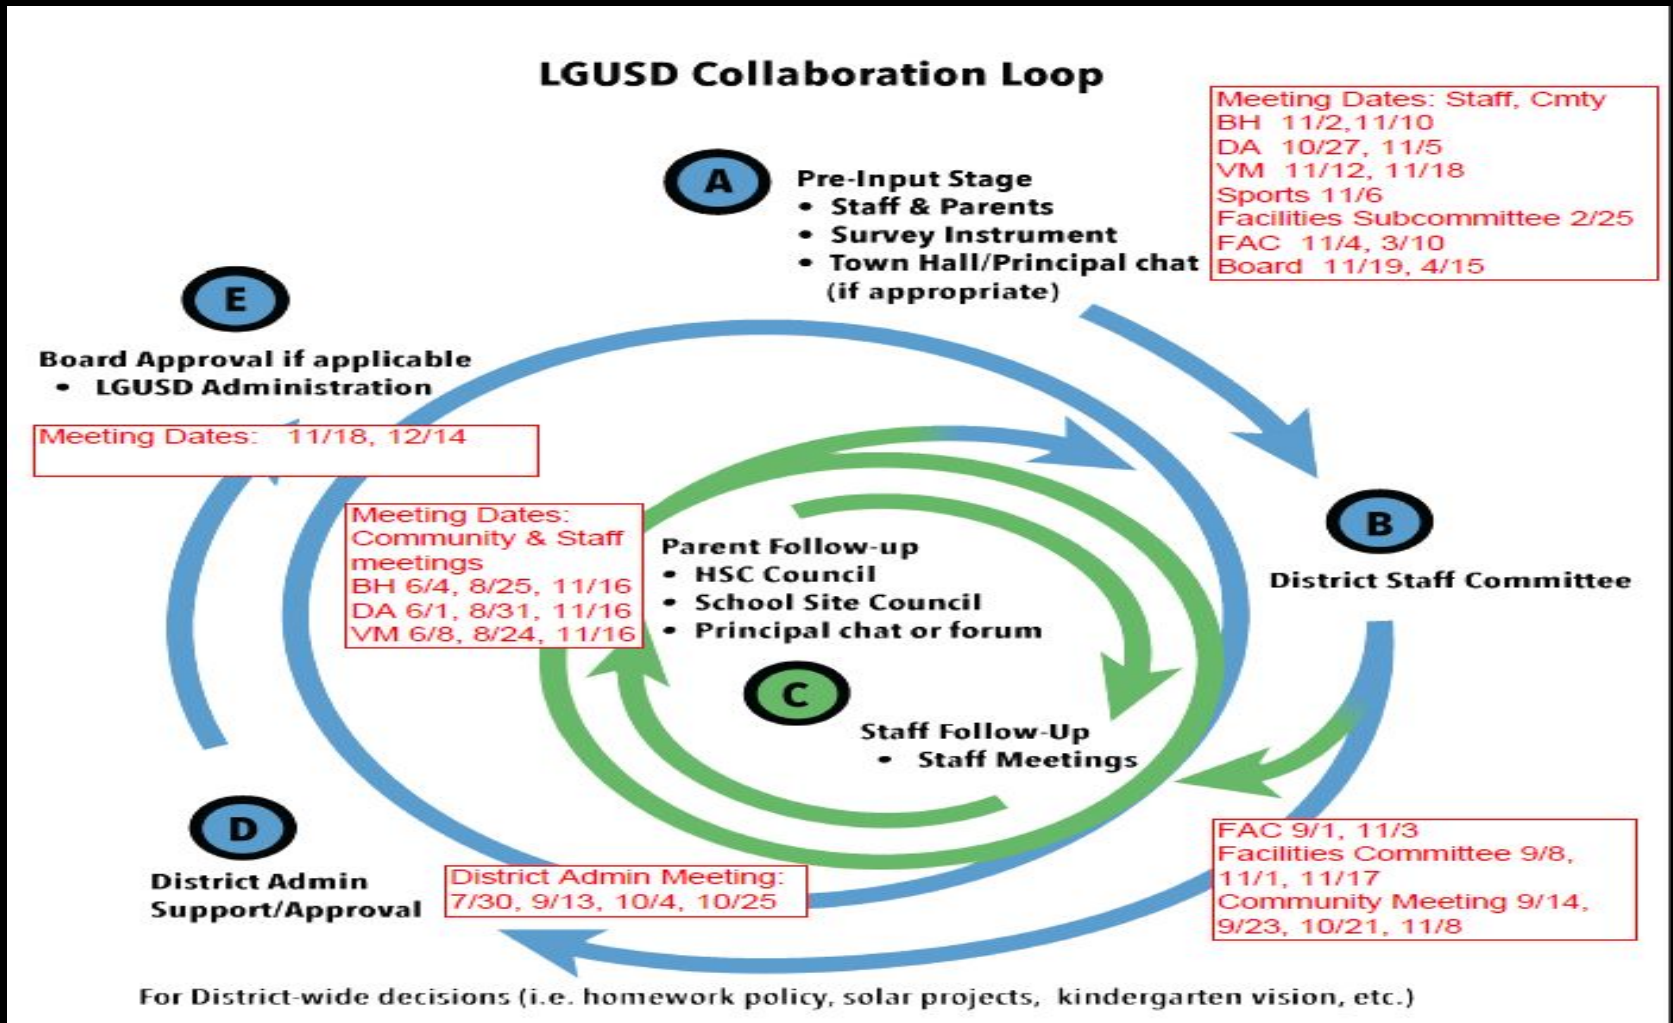 LGUSD Collaboration Loop
Meeting Dates: Staff, Cmty
BH 11/2,11/10
DA 10/27, 11/5
VM 11/12, 11/18
Sports 11/6
Facilities Subcommittee 2/25
FAC 11/4, 3/10
Board 11/19, 4/15
A
Pre-Input Stage
• Staff & Parents
• Survey Instrument
• Town Hall/Principal chat
(if appropriate)
E
Board Approval if applicable
• LGUSD Administration
Meeting Dates: 11/18, 12/14
Meeting Dates:
Community & Staff
meetings
BH 6/4, 8/25, 11/16
DA 6/1, 8/31, 11/16
VM 6/8, 8/24, 11/16
Parent Follow-up
• HSC Council
• School Site Council
• Principal chat or forum
B
District Staff Committee
C
Staff Follow-Up
• Staff Meetings
D
District Admin
Support/Approval
District Admin Meeting:
7/30, 9/13, 10/4, 10/25
FAC 9/1, 11/3
Facilities Committee 9/8,
11/1, 11/17
Community Meeting 9/14,
9/23, 10/21, 11/8
For District-wide decisions (i.e. homework policy, solar projects, kindergarten vision, etc.)